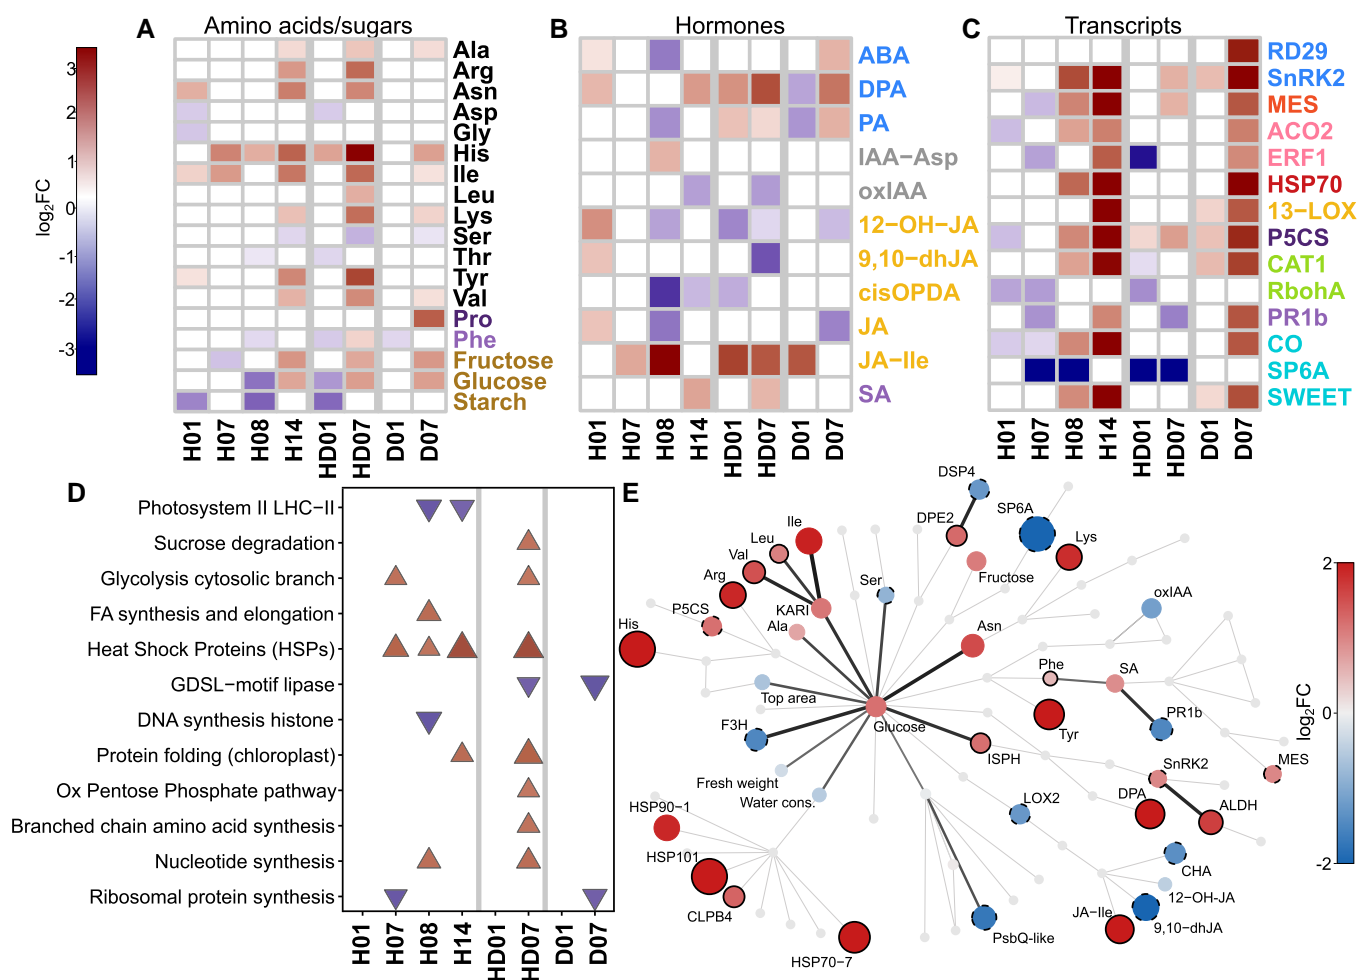 A Amino acids/sugars
B Hormones
C Transcripts
log2FC
3
2
1
0
-1
-2
-3
Ala
Arg
Asn
Asp
Gly
His
Ile
Leu
Lys
Ser
Thr
Tyr
Val
Pro
Phe
Fructose
Glucose
Starch
H01 H07 H08 H14 HD01 HD07 D01 D07
ABA
DPA
PA
IAA−Asp
oxIAA
12−OH−JA
9,10−dhJA
cisOPDA
JA
JA−Ile
SA
H01 H07 H08 H14 HD01 HD07 D01 D07
RD29
SnRK2
MES
ACO2
ERF1
HSP70
13−LOX
P5CS
CAT1
RbohA
PR1b
CO
SP6A
SWEET
H01 H07 H08 H14 HD01 HD07 D01 D07
D
Photosystem II LHC−II
Sucrose degradation
Glycolysis cytosolic branch
FA synthesis and elongation
Heat Shock Proteins (HSPs)
GDSL−motif lipase
DNA synthesis histone
Protein folding (chloroplast)
Ox Pentose Phosphate pathway
Branched chain amino acid synthesis
Nucleotide synthesis
Ribosomal protein synthesis
H01 H07 H08 H14 HD01 HD07 D01 D07
E
DSP4
SP6A
DPE2
Ile
Leu
Lys
Val
Arg
Ser
Fructose
KARI
P5CS
Ala
oxIAA
His
Asn
Phe
SA
Top area
Glucose
F3H
Tyr
PR1b
ISPH
SnRK2
MES
Fresh weight
Water cons.
DPA
ALDH
LOX2
HSP90−1
HSP101
CLPB4
CHA
12−OH-JA
JA−Ile
9,10−dhJA
PsbQ-like
HSP70−7
2
0
-2
log2FC